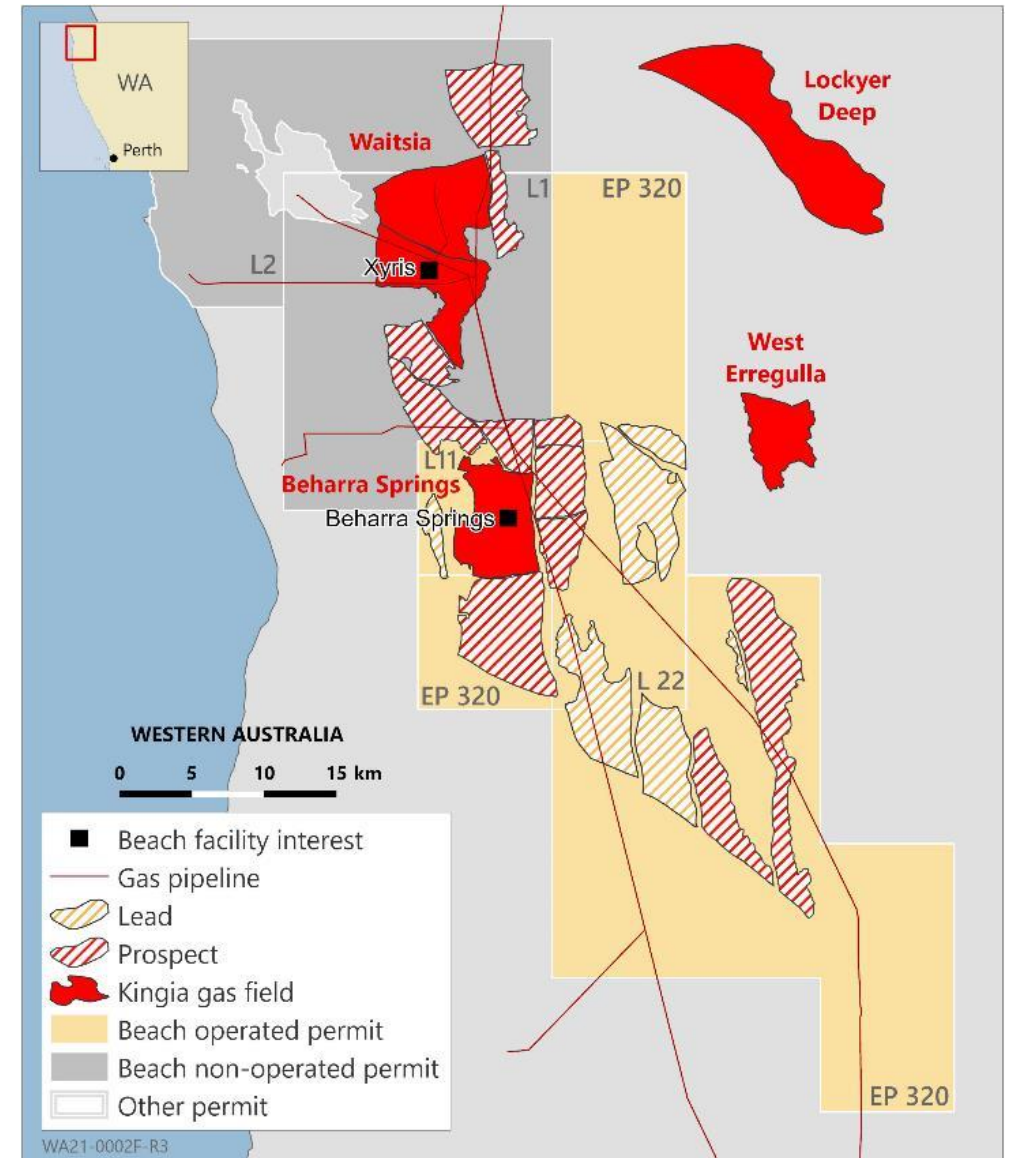 WA
Perth
Lockyer
Deep
Waitsia
L1
EP 320
L2
Xyris
West
Erregulla
L11
Beharra Springs
Beharra Springs
EP 320
L 22
WESTERN AUSTRALIA
0 5 10 15 km
Beach facility interest
Gas pipeline
Lead
Prospect
Kingia gas field
Beach operated permit
Beach non-operated permit
Other permit
EP 320
WA21-0002F-R3